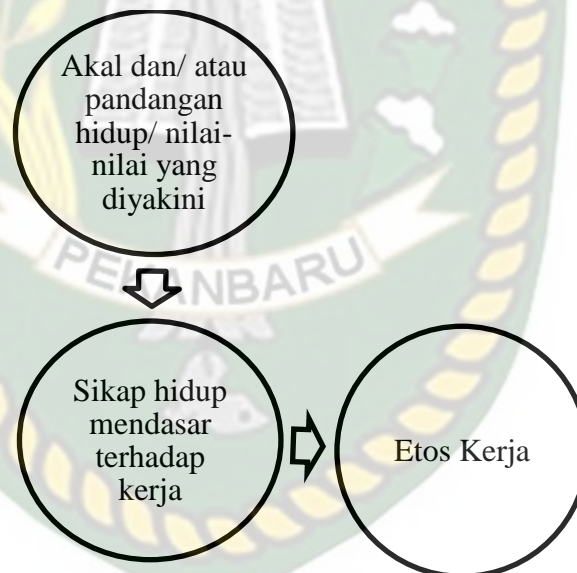 Akal dan/ atau
pandangan
hidup/ nilai-
nilai yang
diyakini
PEKANBARU
Sikap hidup
mendasar
terhadap
kerja
Etos Kerja